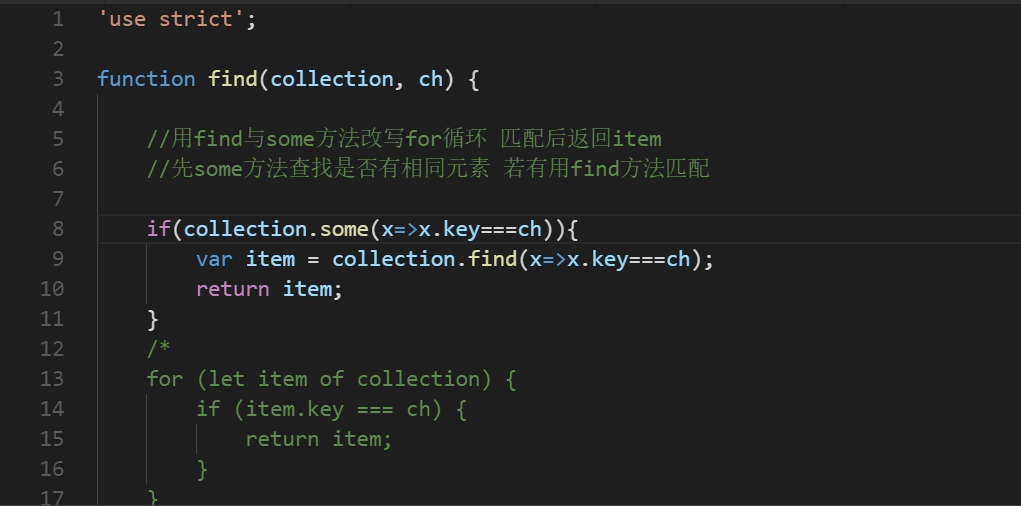 1 'use strict';
2
3 function find(collection, ch) {
4
5 //用find与some方法改写for循环 匹配后返回item
6 //先some方法查找是否有相同元素 若有用find方法匹配
7
8 if(collection.some(x=>x.key===ch)){
9 var item = collection.find(x=>x.key===ch);
10 return item;
11 }
12 /*
13 for (let item of collection) {
14 if (item.key === ch) {
15 return item;
16 }
17 }